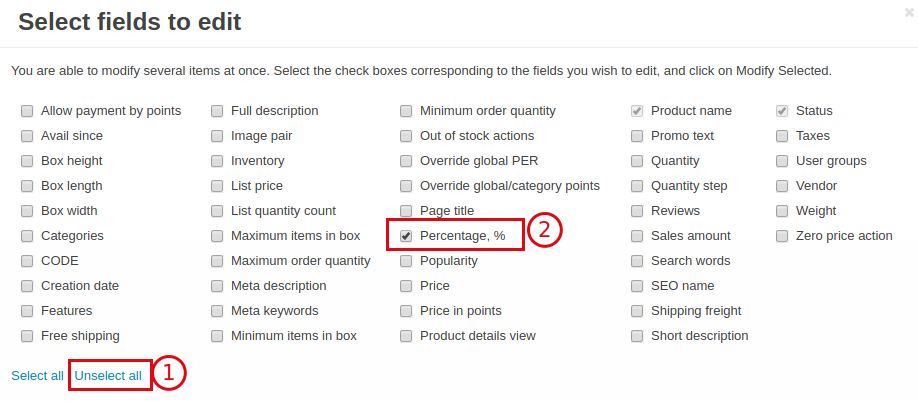 Select fields to edit
You are able to modify several items at once. Select the check boxes corresponding to the fields you wish to edit, and click on Modify Selected.
Allow payment by points Full description Minimum order quantity Product name Status
Avail since Image pair Out of stock actions Promo text Taxes
Box height Inventory Override global PER Quantity User groups
Box length List price Override global/category points Quantity step Vendor
Box width List quantity count Page title Reviews Weight
Categories Maximum items in box Percentage, % 2 Sales amount Zero price action
CODE Maximum order quantity Popularity Search words
Creation date Meta description Price SEO name
Features Meta keywords Price in points Shipping freight
Free shipping Minimum items in box Product details view Short description
Select all Unselect all 1